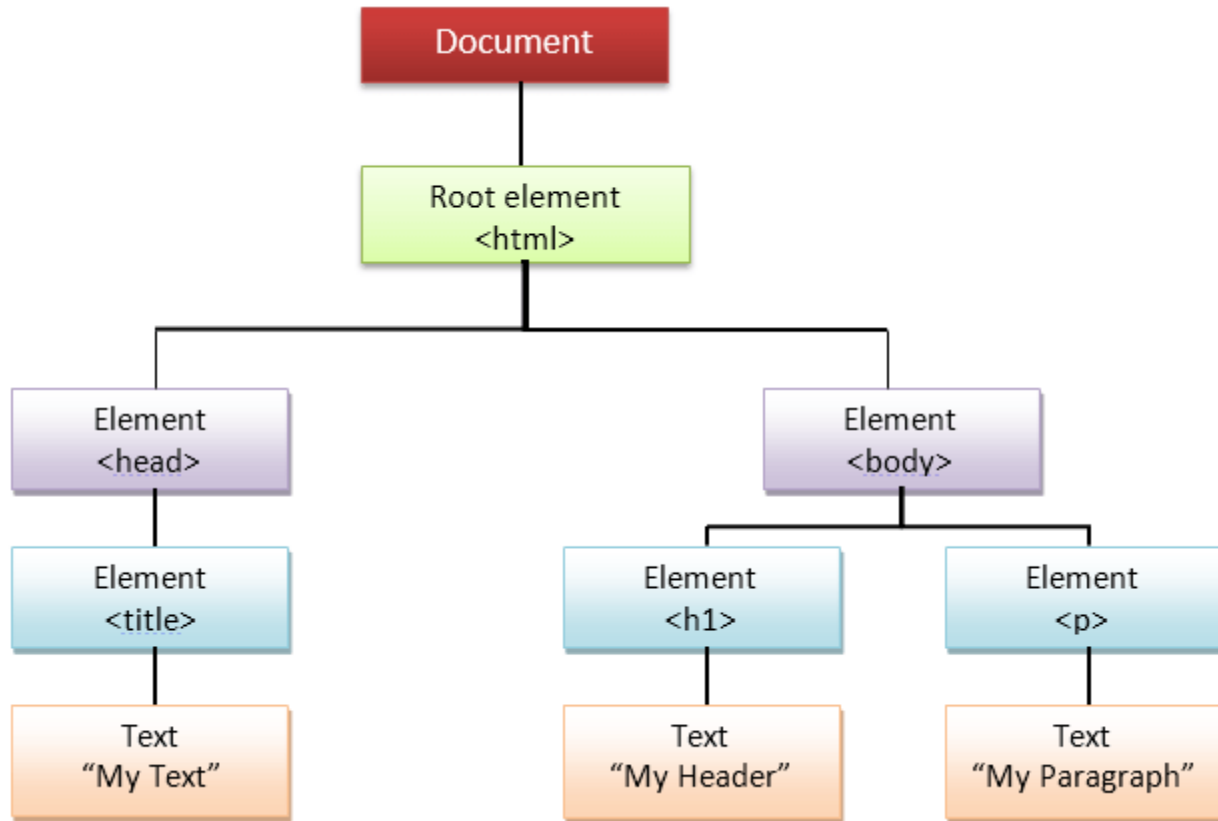 Document
Root element
<html>
Element
<head>
Element
<body>
Element
<title>
Element
<h1>
Element
<p>
Text
“My Text”
Text
“My Header”
Text
“My Paragraph”